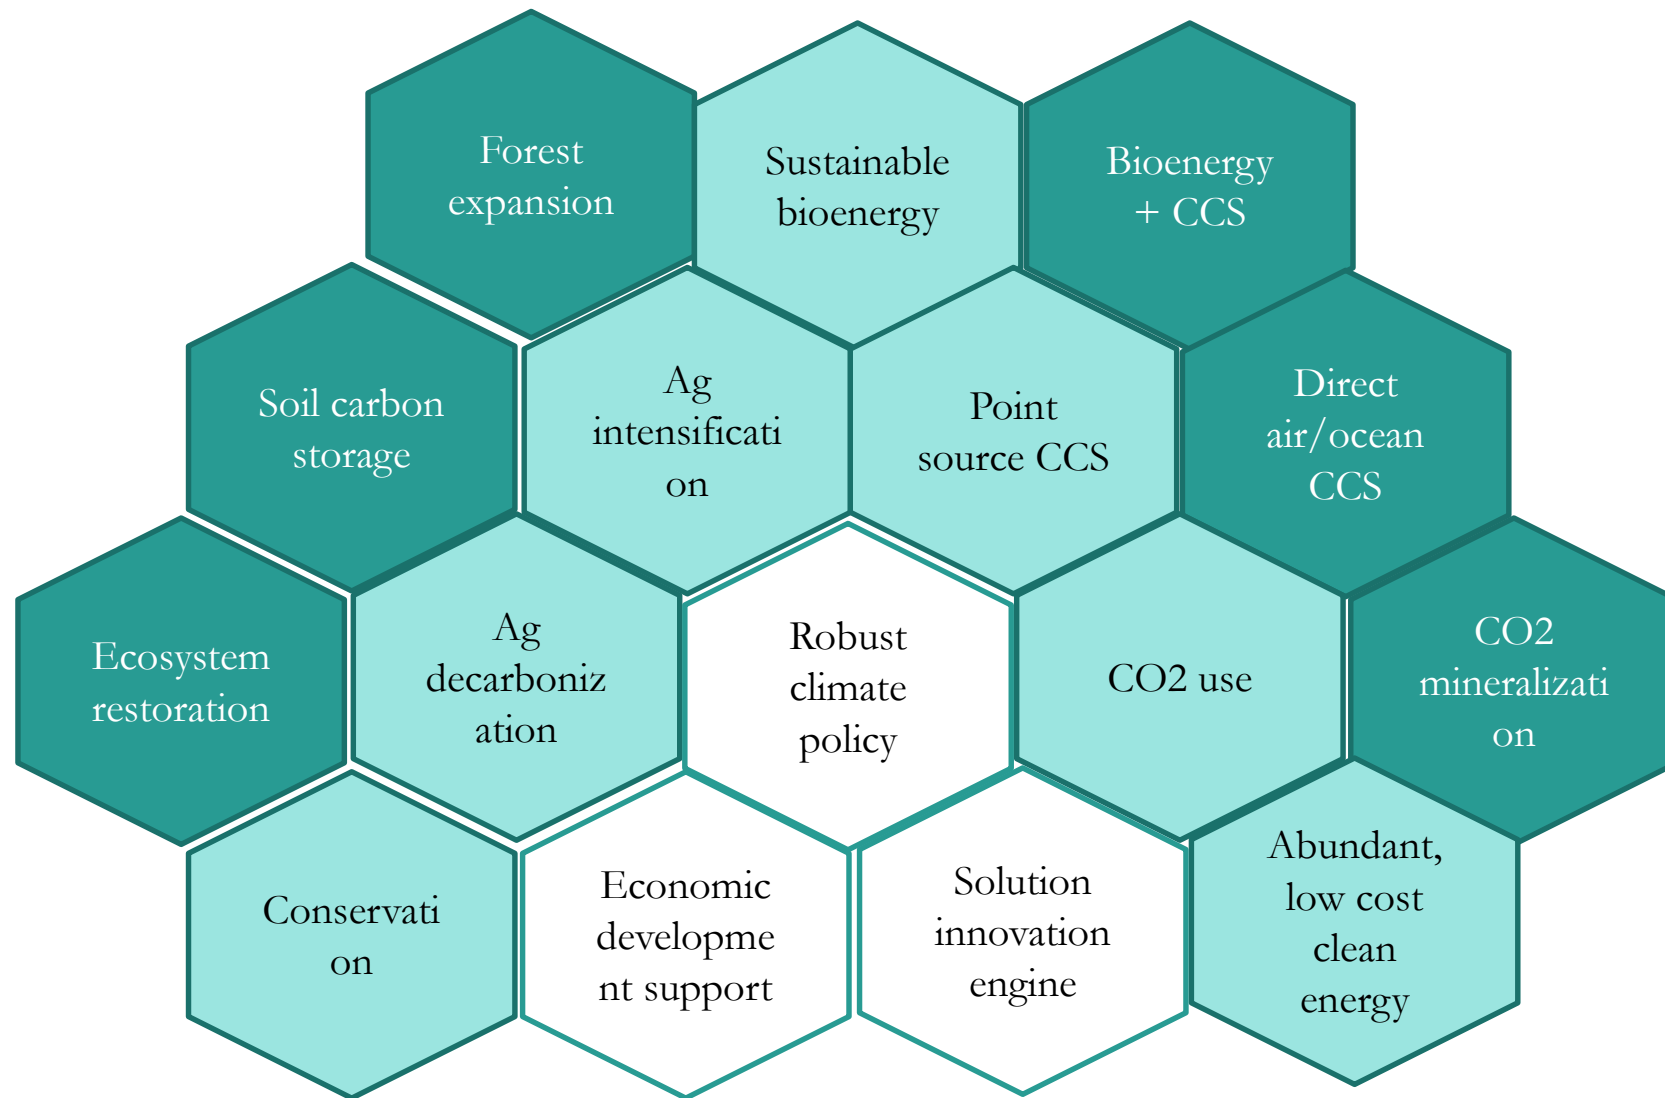 Forest
expansion
Sustainable
bioenergy
Bioenergy
+ CCS
Soil carbon
storage
Ag
intensificati
on
Point
source CCS
Direct
air/ocean
CCS
Ecosystem
restoration
Ag
decarboniz
ation
Robust
climate
policy
CO2 use
CO2
mineralizati
on
Conservati
on
Economic
developme
nt support
Solution
innovation
engine
Abundant,
low cost
clean
energy